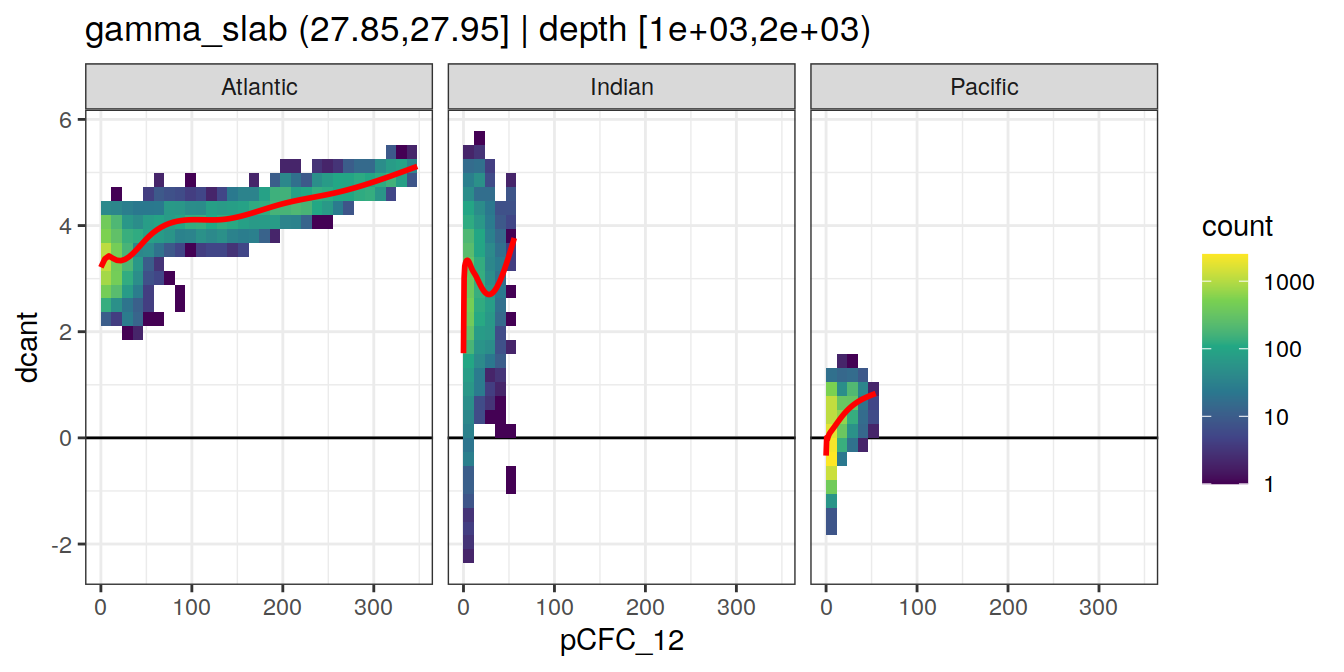 gamma_slab (27.85,27.95] | depth [1e+03,2e+03)
Atlantic
Indian
Pacific
6
4
2
0
-2
dcant
0 100 200 300
0 100 200 300
0 100 200 300
pCFC_12
count
1000
100
10
1